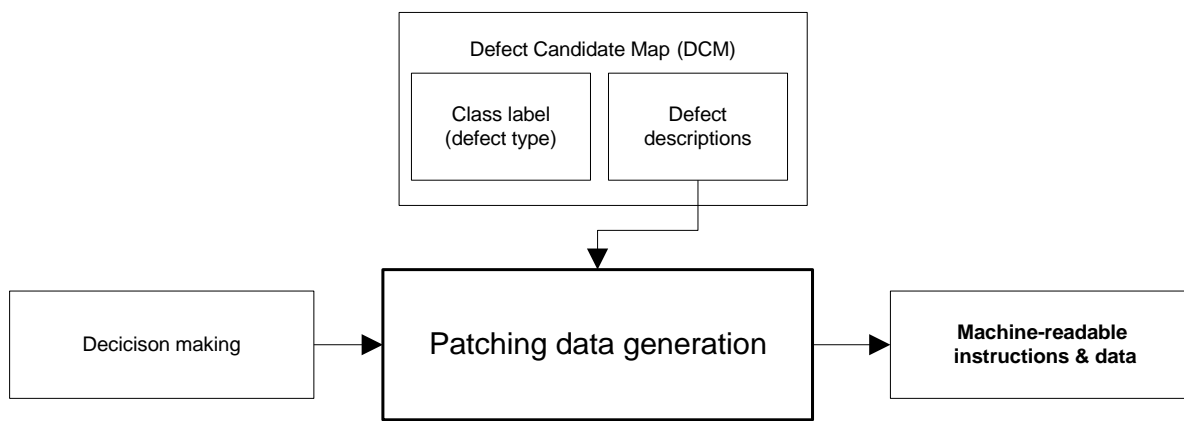 Defect Candidate Map (DCM)
Class label
(defect type)
Defect
descriptions
Decicison making
Patching data generation
Machine-readable
instructions & data